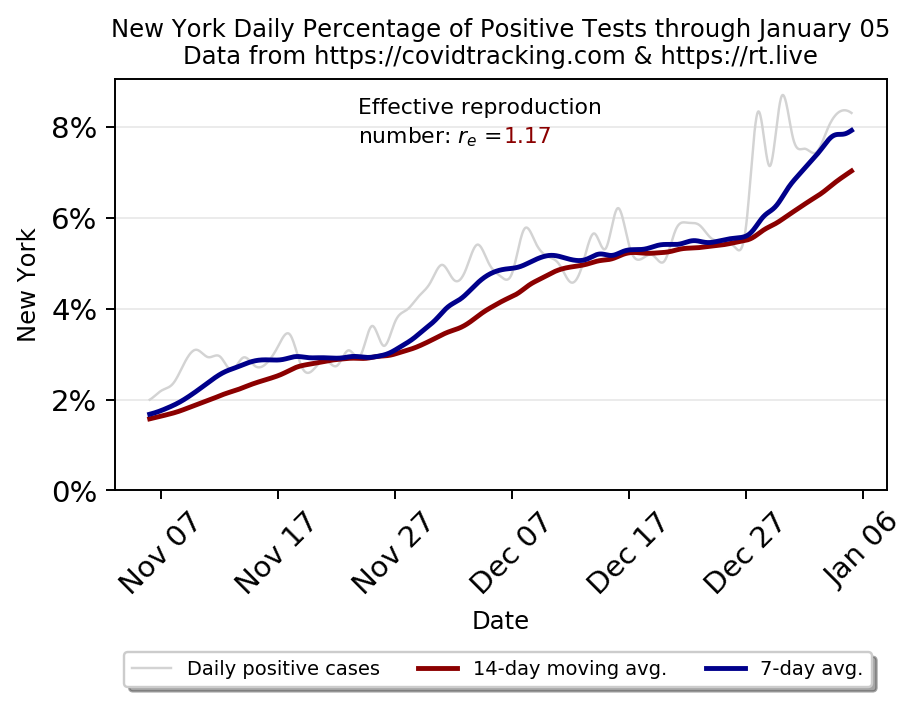 New York Daily Percentage of Positive Tests through January 05
Data from https://covidtracking.com & https://rt.live
Effective reproduction
number: rₑ =1.17
8%
6%
4%
2%
0%
New York
Nov 07
Nov 17
Nov 27
Dec 07
Dec 17
Dec 27
Jan 06
Date
Daily positive cases
14-day moving avg.
7-day avg.